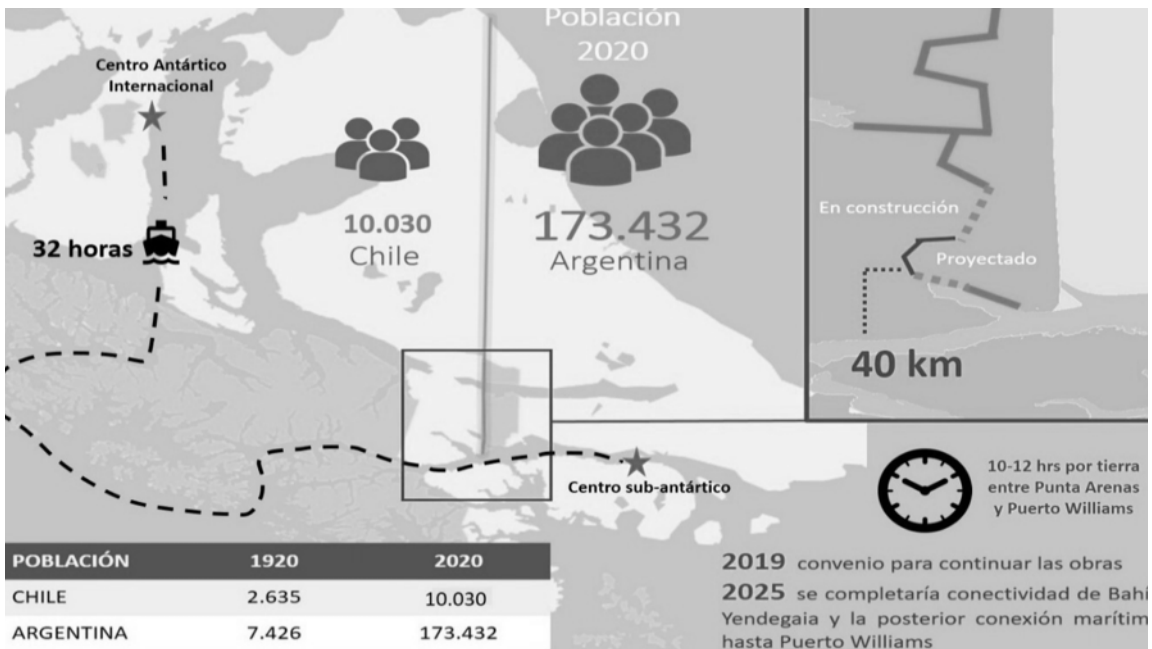 Población
2020
Centro Antártico
Internacional
32 horas
10.030
Chile
173.432
Argentina
En construcción
Proyectado
40 km
Centro sub-antártico
10-12 hrs por tierra
entre Punta Arenas
y Puerto Williams
POBLACIÓN 1920 2020
CHILE 2.635 10.030
ARGENTINA 7.426 173.432
2019 convenio para continuar las obras
2025 se completaría conectividad de Bahi
Yendegaia y la posterior conexión marítim
hasta Puerto Williams